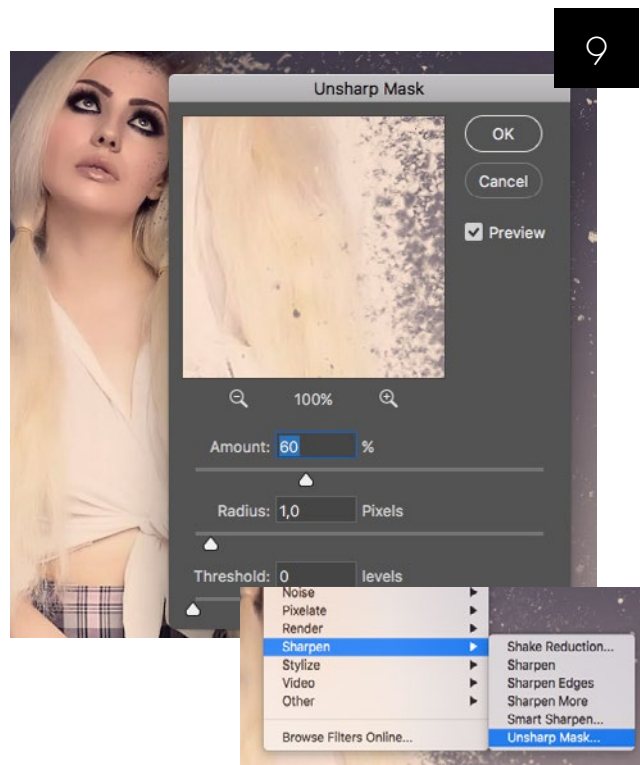 9
Unsharp Mask
OK
Cancel
Preview
100%
Amount: 60 %
Radius: 1,0 Pixels
Threshold: 0 levels
Noise
Pixelate
Render
Sharpen
Stylize
Video
Other
Browse Filters Online...
Shake Reduction...
Sharpen
Sharpen Edges
Sharpen More
Smart Sharpen...
Unsharp Mask...